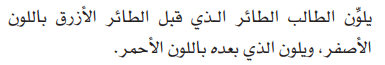 يلوِّن الطالب الطائر الذي قبل الطائر الأزرق باللون
الأصفر، ويلون الذي بعده باللون الأحمر.